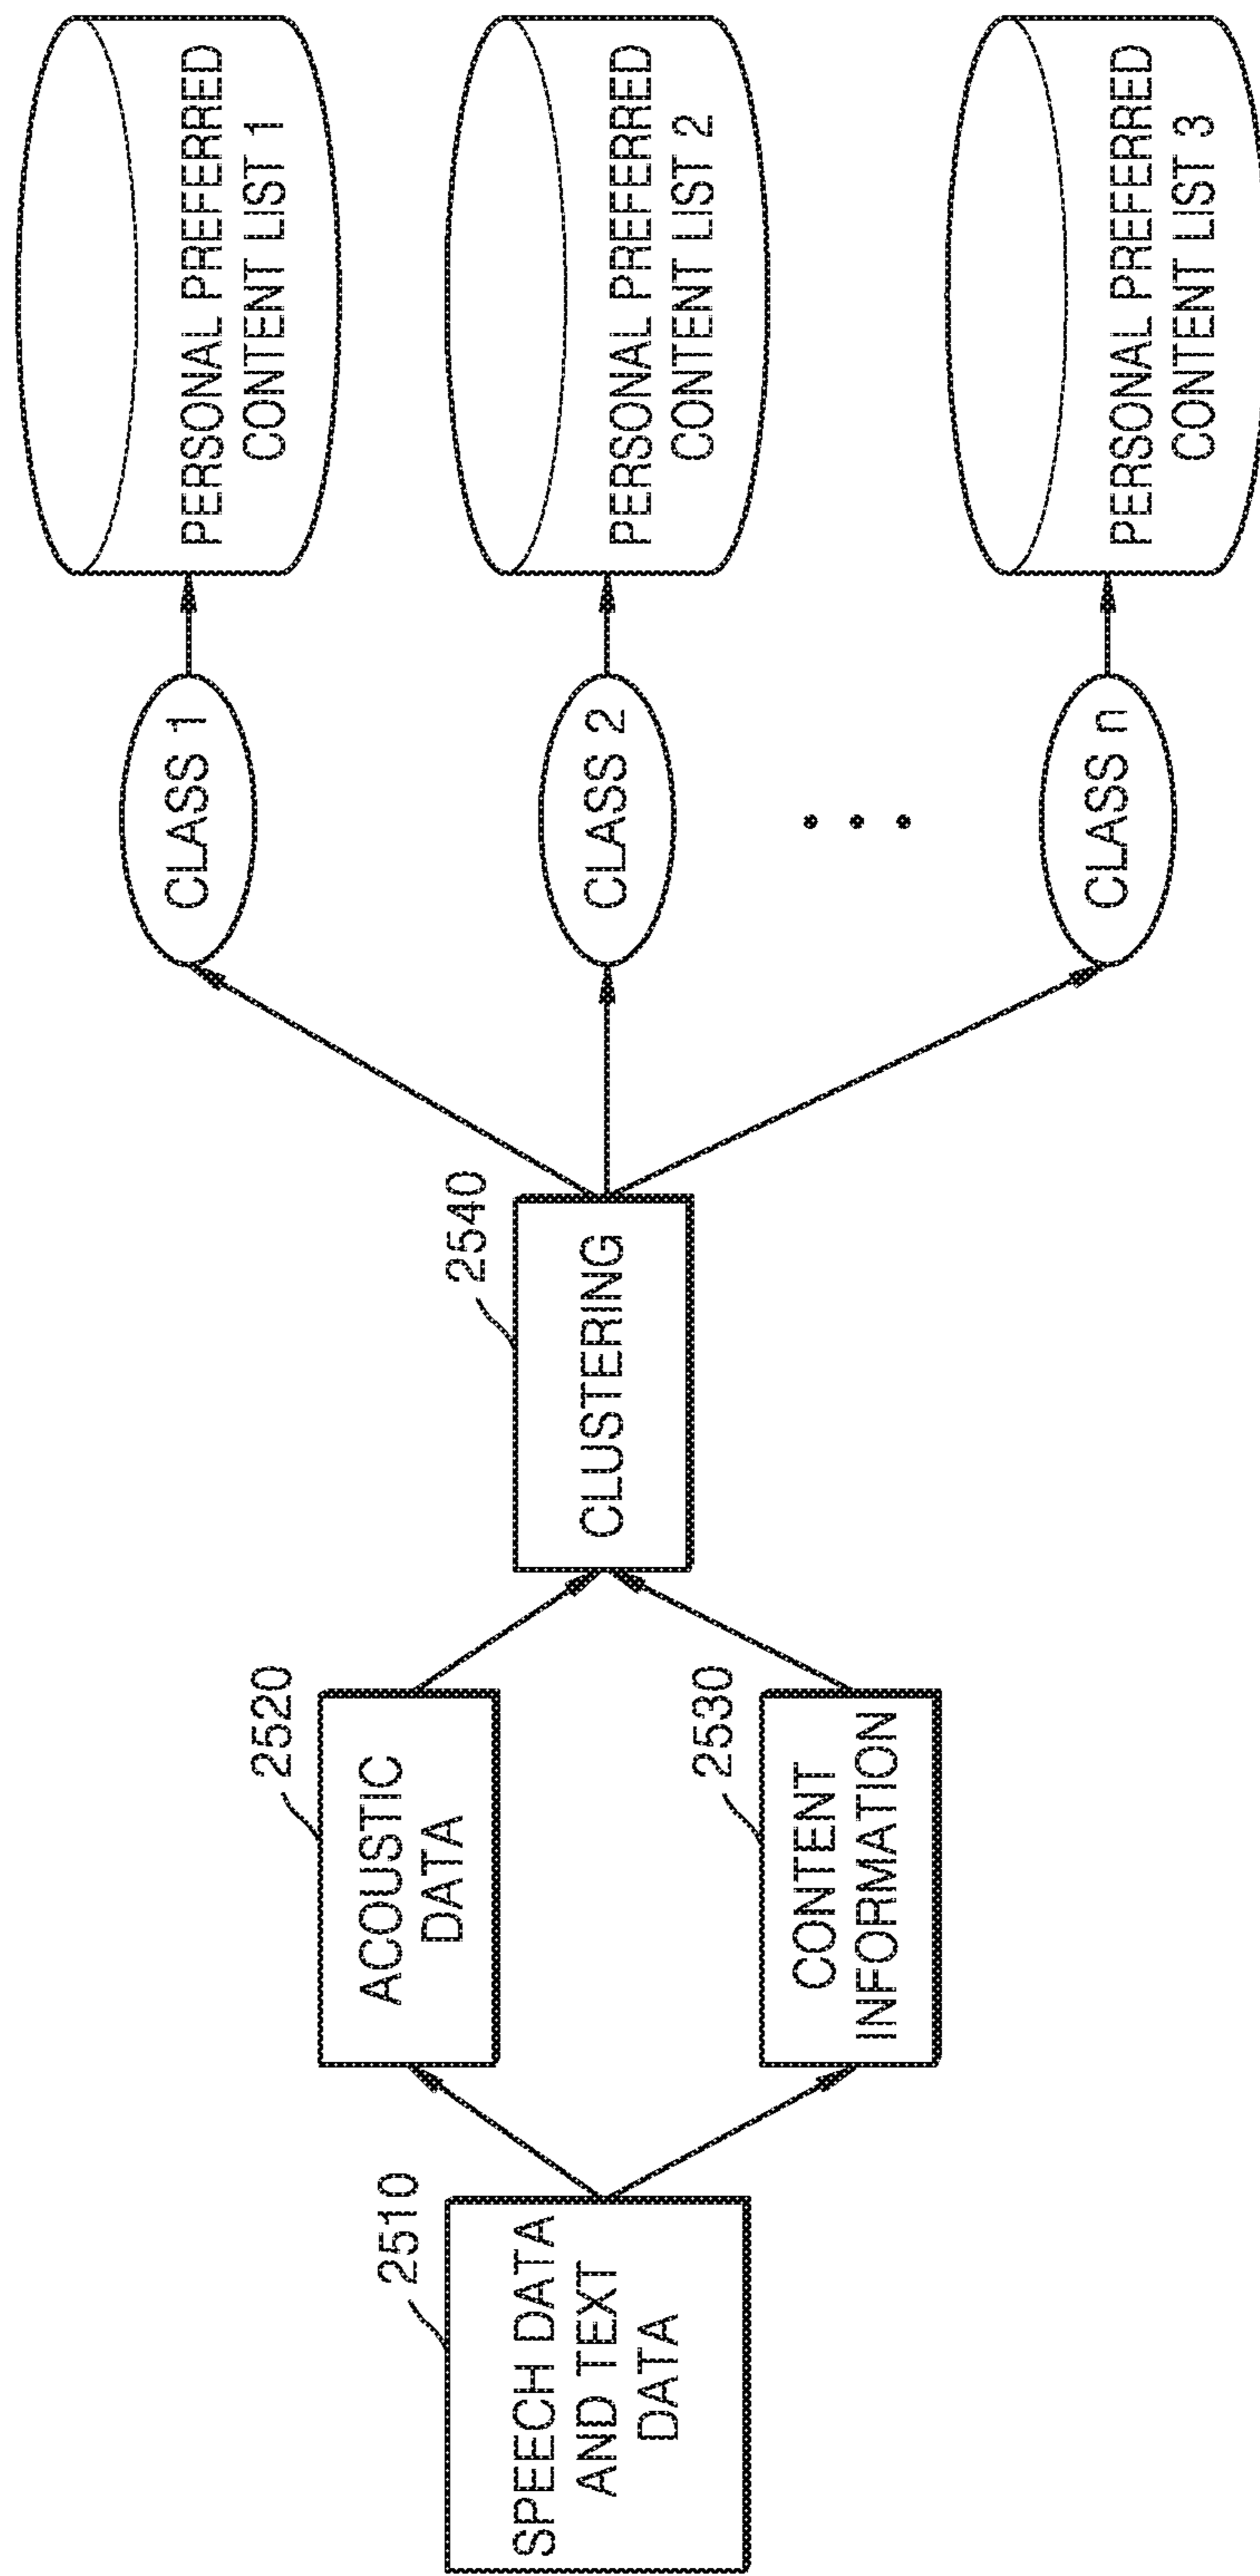 2510
SPEECH DATA
AND TEXT
DATA
2520
ACOUSTIC
DATA
2530
CONTENT
INFORMATION
2540
CLUSTERING
CLASS 1
PERSONAL PREFERRED
CONTENT LIST 1
CLASS 2
PERSONAL PREFERRED
CONTENT LIST 2
CLASS n
PERSONAL PREFERRED
CONTENT LIST 3